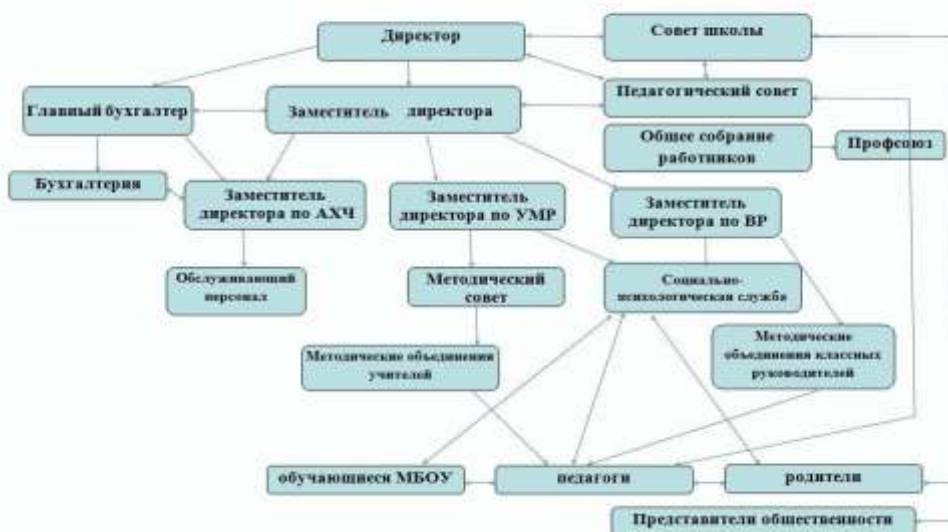 Директор
Совет школы
Главный бухгалтер
Заместитель директора
Педагогический совет
Общее собрание
работников
Профсоюз
Бухгалтерия
Заместитель
директора по АХЧ
Заместитель
директора по УМР
Заместитель
директора по ВР
Обслуживающий
персонал
Методический
совет
Социально-
психологическая служба
Методические объединения
учителей
Методические
объединения классных
руководителей
обучающиеся МБОУ
педагоги
родители
Представители общественности